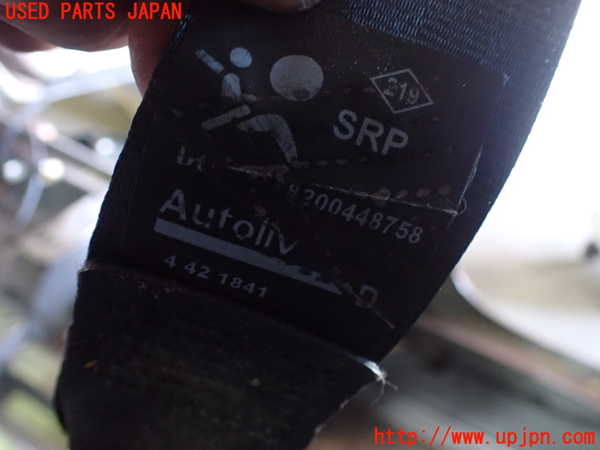 USED PARTS JAPAN
219
SRP
8200448758
Autoliv
D
4 42 1841
http://www.upjpn.com/